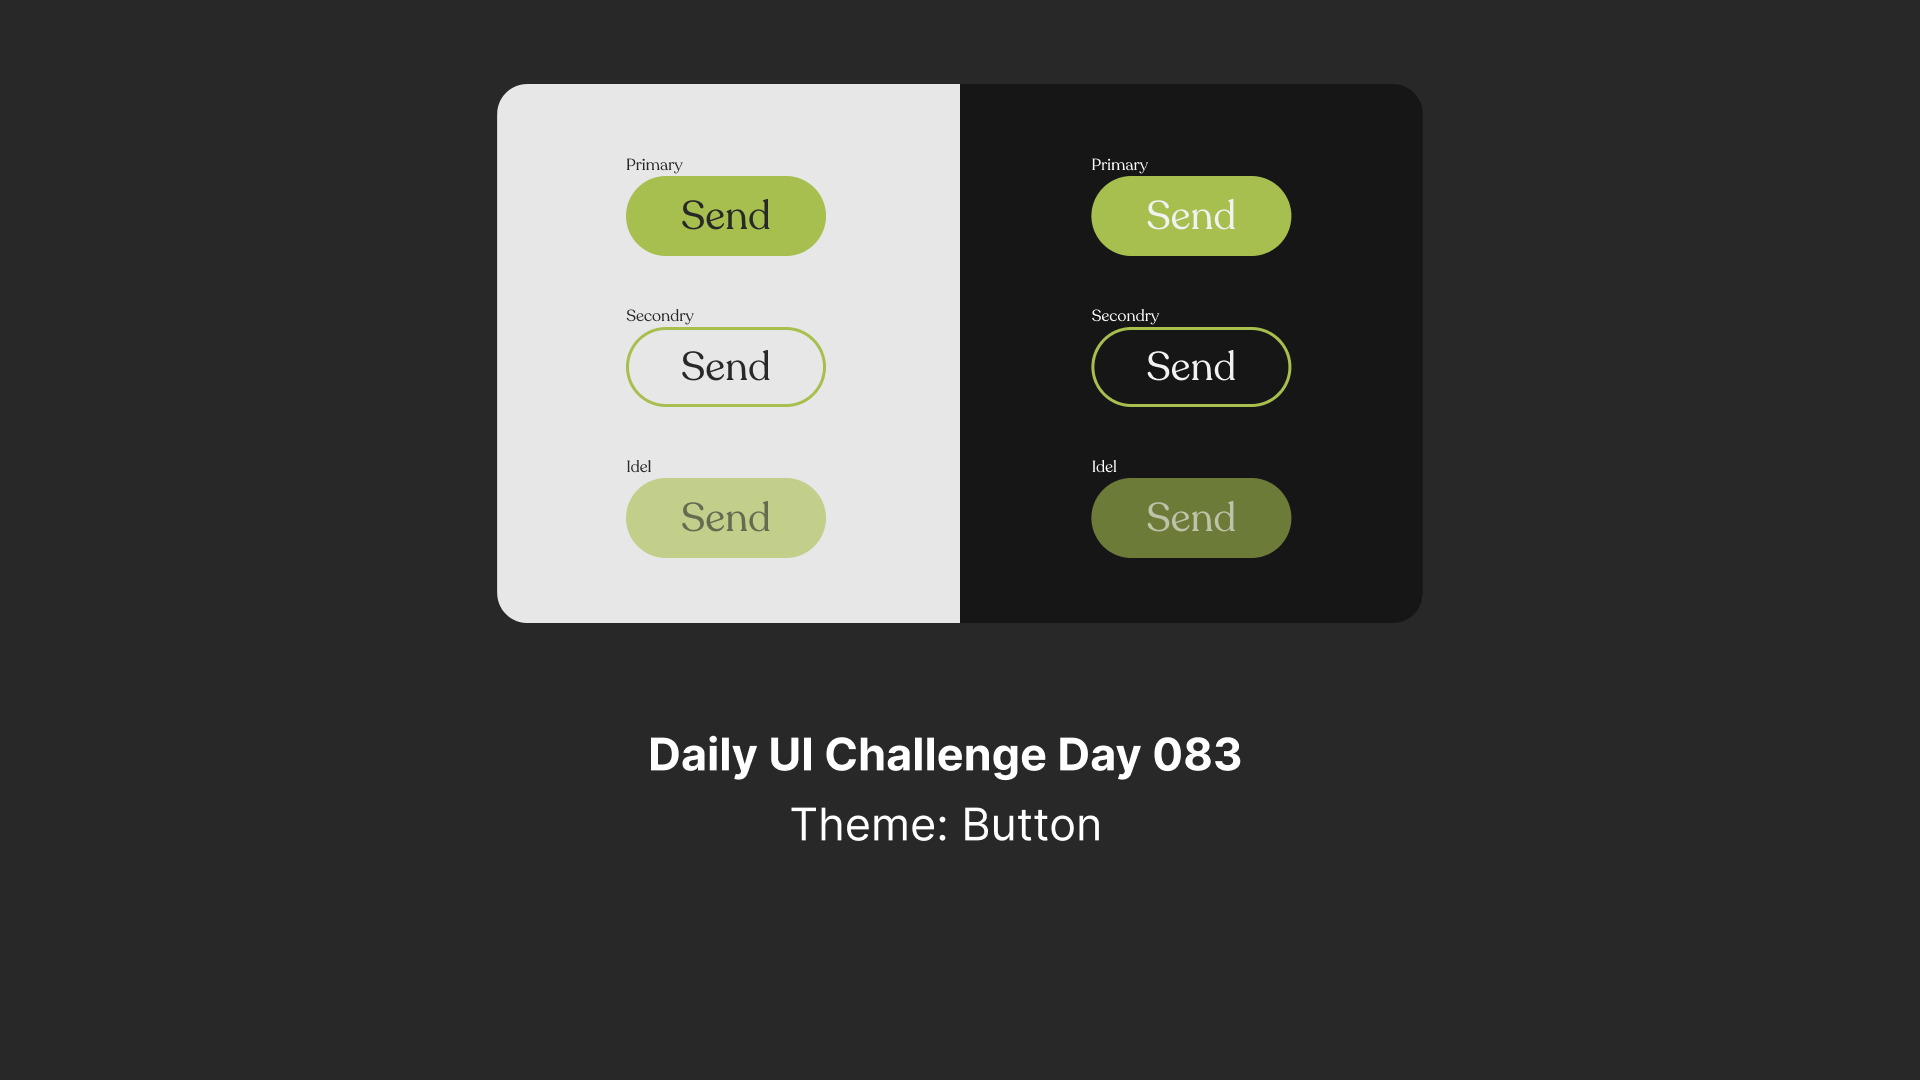 Primary
Send
Secondry
Send
Idel
Send
Primary
Send
Secondry
Send
Idel
Send
Daily UI Challenge Day 083
Theme: Button